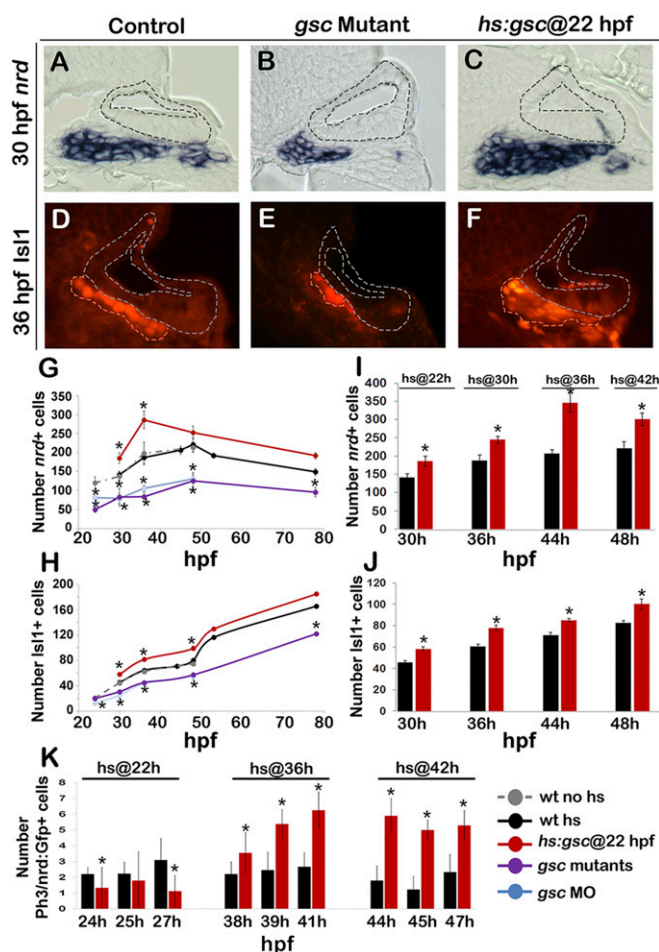 Control gsc Mutant hs:gsc@22 hpf
30 hpf nrd
A B C
36 hpf Isl1
D E F
G
Number nrd+ cells
350
300
250
200
150
100
50
0
20 30 40 50 60 70 80
hpf
* * * * * * * * * *
I
hs@22h hs@30h hs@36h hs@42h
400
350
300
250
200
150
100
50
0
* * * *
30h 36h 44h 48h
hpf
Number nrd+ cells
H
Number Isl1+ cells
200
160
120
80
40
0
* * * * * * * *
20 30 40 50 60 70 80
hpf
J
Number Isl1+ cells
120
100
80
60
40
20
0
* * * *
30h 36h 44h 48h
hpf
K
hs@22h hs@36h hs@42h
Number
Ph3/nrd:Gfp+ cells
8
7
6
5
4
3
2
1
0
* * * * * * * *
24h 25h 27h 38h 39h 41h 44h 45h 47h
hpf
wt no hs
wt hs
hs:gsc@22 hpf
gsc mutants
gsc MO